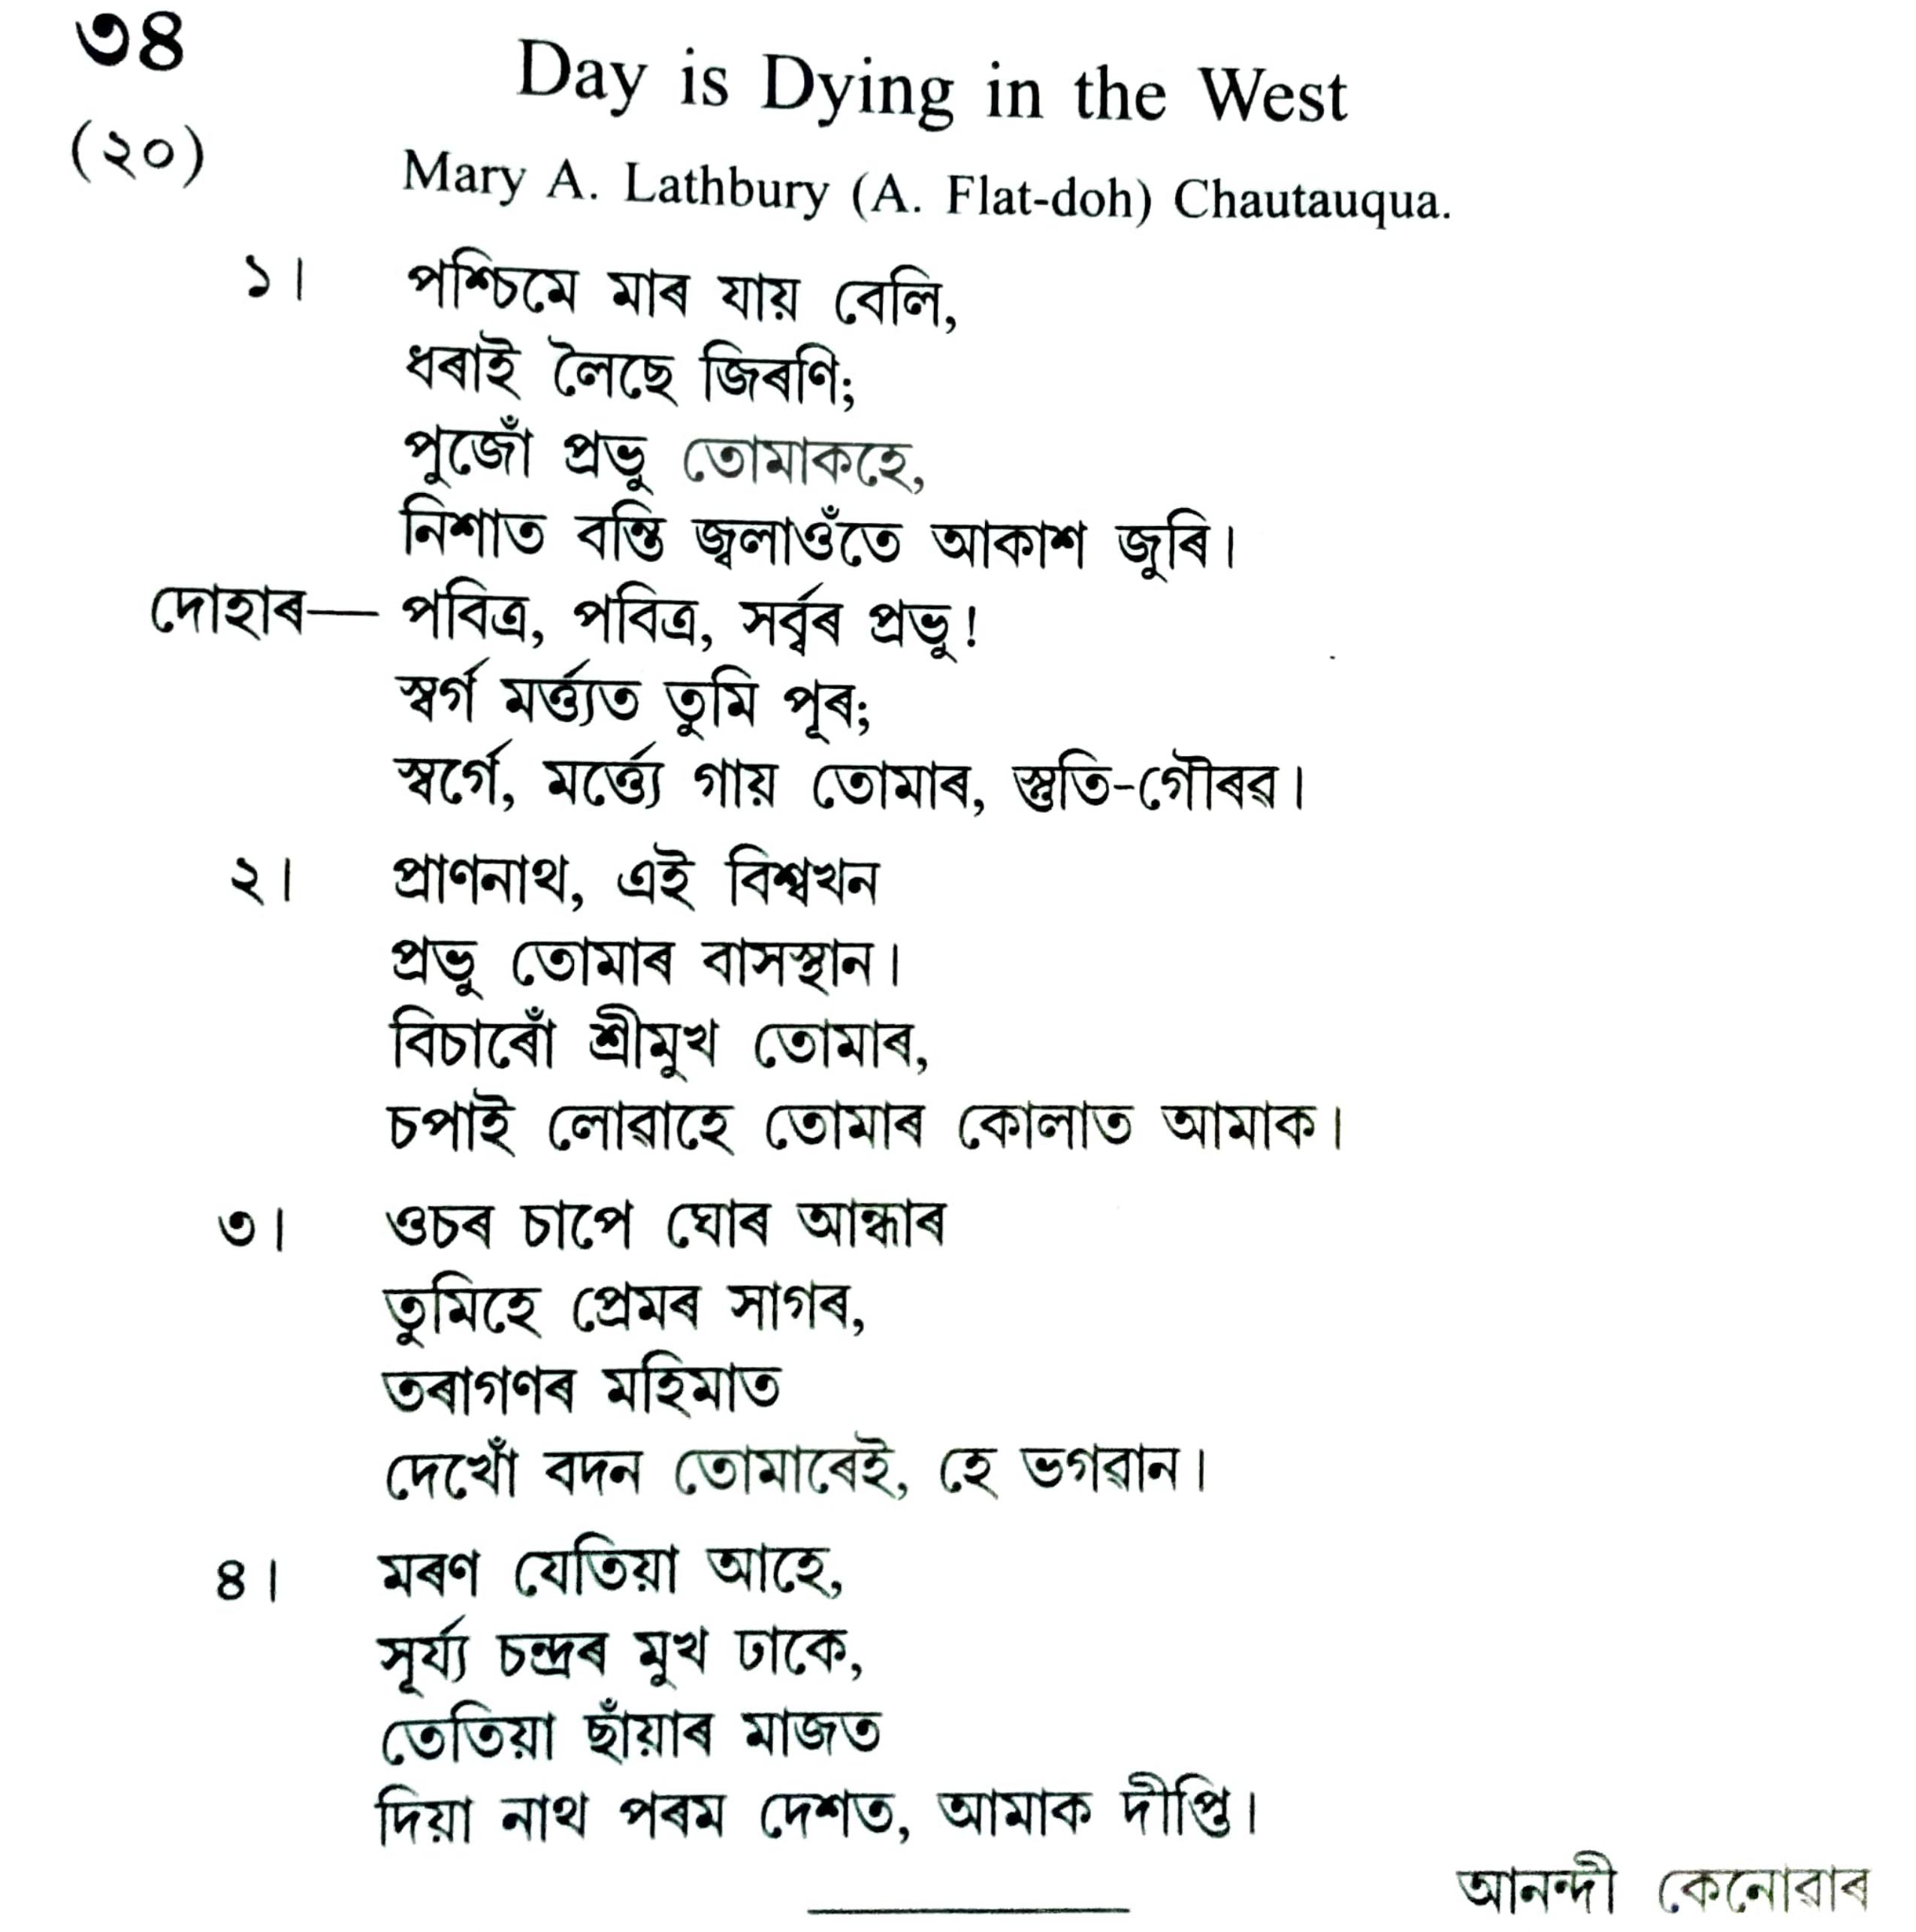 ৩৪
Day is Dying in the West
(২০)
Mary A. Lathbury (A. Flat-doh) Chautauqua.
১। পশ্চিমে মাৰ যায় বেলি,
ধৰাই লৈছে জিৰণি;
পুজোঁ প্ৰভু তোমাকহে,
নিশাত বন্তি জ্বলাওঁতে আকাশ জুৰি।
দোহাৰ— পবিত্ৰ, পবিত্ৰ, সৰ্ব্বৰ প্ৰভু!
স্বৰ্গ মৰ্ত্ত্যত তুমি পূৰ;
স্বৰ্গে, মৰ্ত্ত্যে গায় তোমাৰ, স্তুতি-গৌৰৱ।
২। প্ৰাণনাথ, এই বিশ্বখন
প্ৰভু তোমাৰ বাসস্থান।
বিচাৰোঁ শ্ৰীমুখ তোমাৰ,
চপাই লোৱাহে তোমাৰ কোলাত আমাক।
৩। ওচৰ চাপে ঘোৰ আন্ধাৰ
তুমিহে প্ৰেমৰ সাগৰ,
তৰাগণৰ মহিমাত
দেখোঁ বদন তোমাৰেই, হে ভগৱান।
৪। মৰণ যেতিয়া আহে,
সূৰ্য্য চন্দ্ৰৰ মুখ ঢাকে,
তেতিয়া ছাঁয়াৰ মাজত
দিয়া নাথ পৰম দেশত, আমাক দীপ্তি।
আনন্দী কেনোৱাৰ